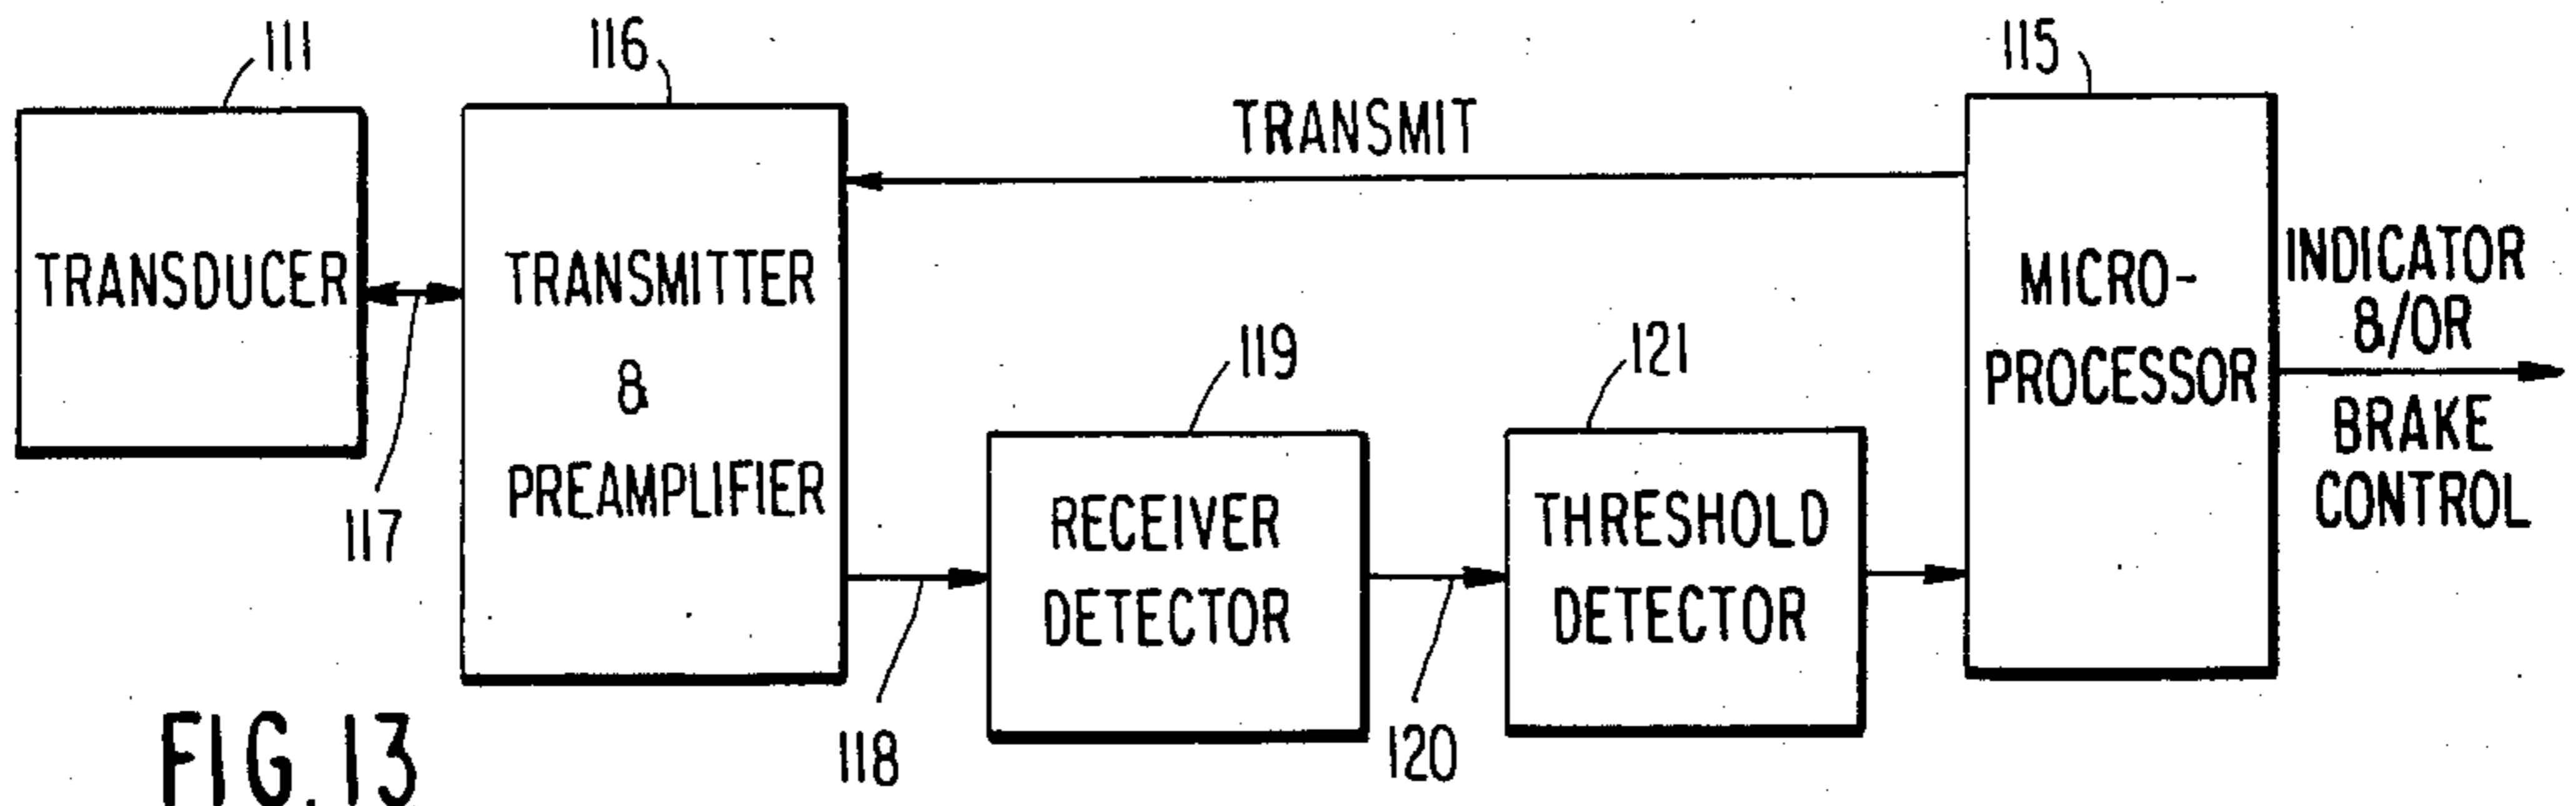 111
116
115
TRANSMIT
TRANSDUCER
TRANSMITTER
&
PREAMPLIFIER
MICRO-
PROCESSOR
INDICATOR
&/OR
BRAKE
CONTROL
117
119
121
RECEIVER
DETECTOR
THRESHOLD
DETECTOR
118
120
FIG. 13